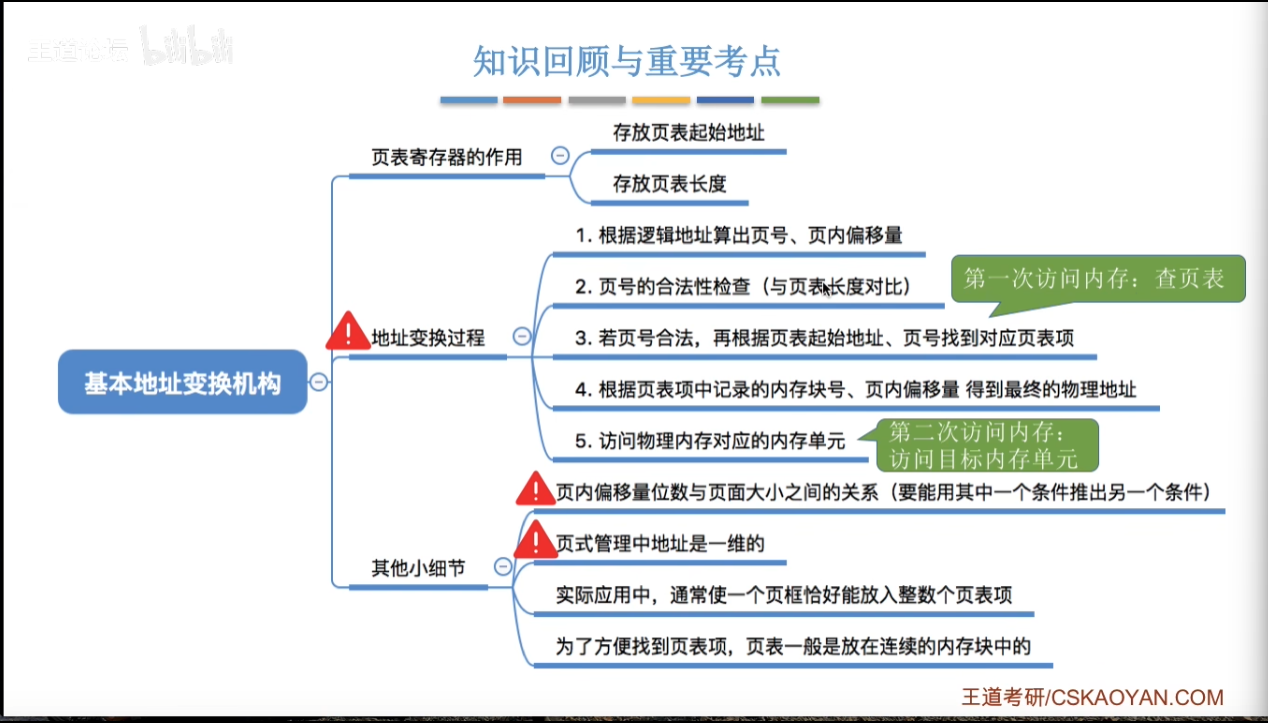 王道论坛 bilibili
知识回顾与重要考点
存放页表起始地址
页表寄存器的作用
存放页表长度
1. 根据逻辑地址算出页号、页内偏移量
2. 页号的合法性检查（与页表长度对比）
第一次访问内存：查页表
地址变换过程
3. 若页号合法，再根据页表起始地址、页号找到对应页表项
基本地址变换机构
4. 根据页表项中记录的内存块号、页内偏移量 得到最终的物理地址
5. 访问物理内存对应的内存单元
第二次访问内存：
访问目标内存单元
页内偏移量位数与页面大小之间的关系（要能用其中一个条件推出另一个条件）
页式管理中地址是一维的
其他小细节
实际应用中，通常使一个页框恰好能放入整数个页表项
为了方便找到页表项，页表一般是放在连续的内存块中的
王道考研/CSKAOYAN.COM